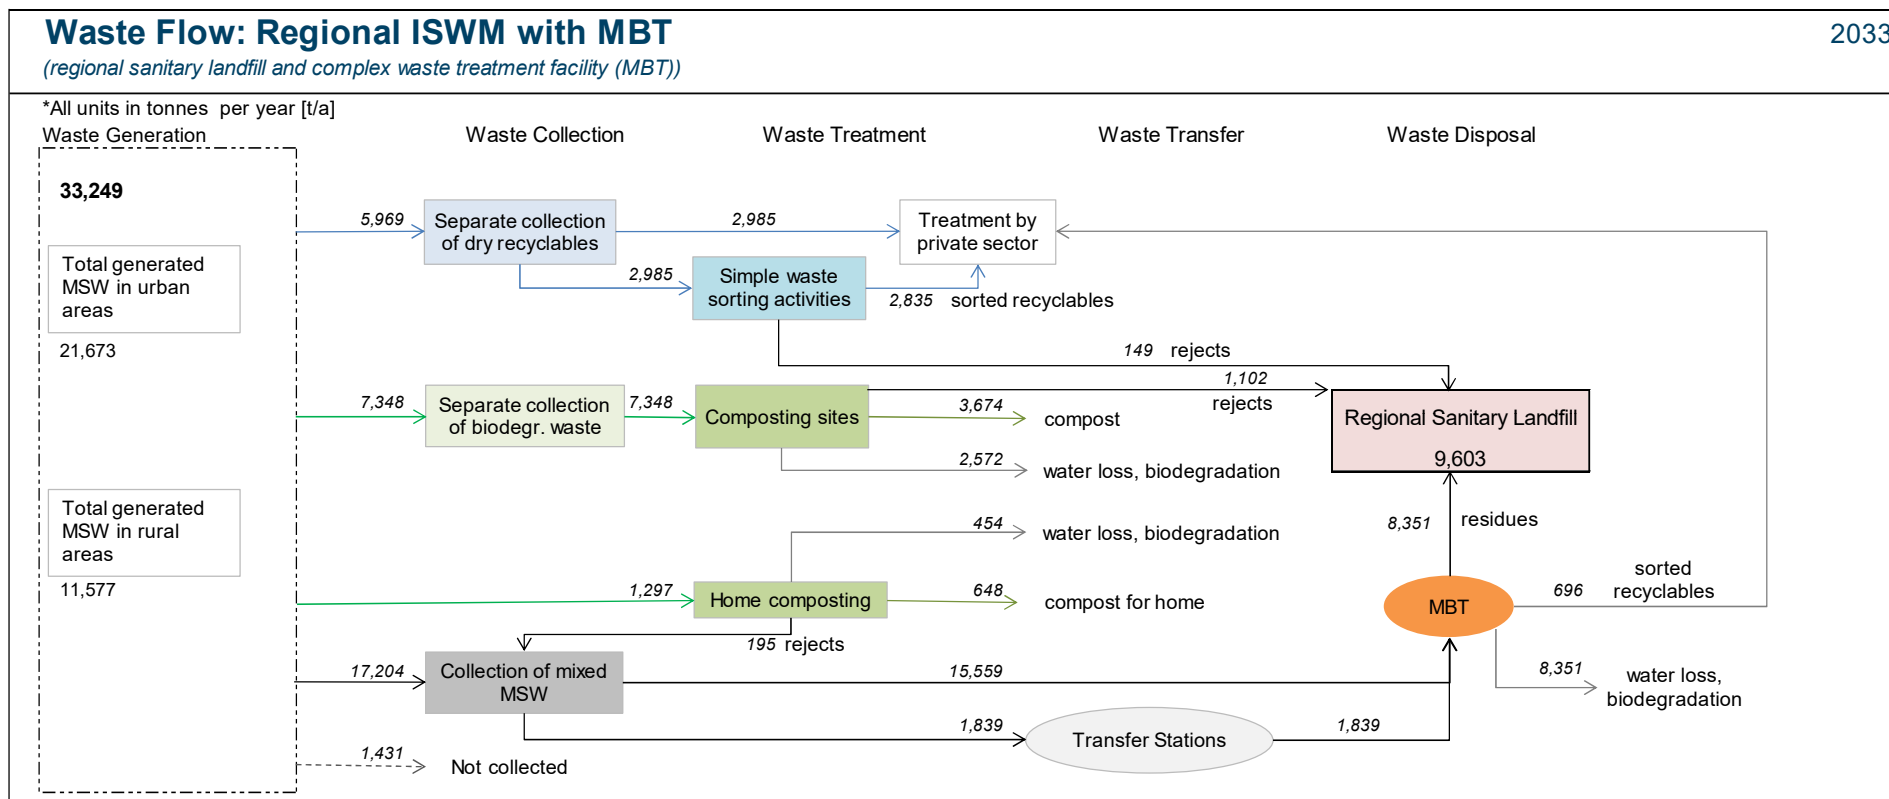 Waste Flow: Regional ISWM with MBT
2033
(regional sanitary landfill and complex waste treatment facility (MBT))
*All units in tonnes per year [t/a]
Waste Generation
Waste Collection
Waste Treatment
Waste Transfer
Waste Disposal
33,249
Total generated
MSW in urban
areas
21,673
Total generated
MSW in rural
areas
11,577
5,969
Separate collection
of dry recyclables
2,985
Treatment by
private sector
2,985
Simple waste
sorting activities
2,835 sorted recyclables
149 rejects
7,348
Separate collection
of biodegr. waste
7,348
Composting sites
1,102
rejects
3,674
compost
2,572
water loss, biodegradation
Regional Sanitary Landfill
9,603
454
water loss, biodegradation
8,351 residues
1,297
Home composting
648
compost for home
195 rejects
MBT
696
sorted
recyclables
17,204
Collection of mixed
MSW
15,559
8,351
water loss,
biodegradation
1,839
Transfer Stations
1,839
1,431
Not collected